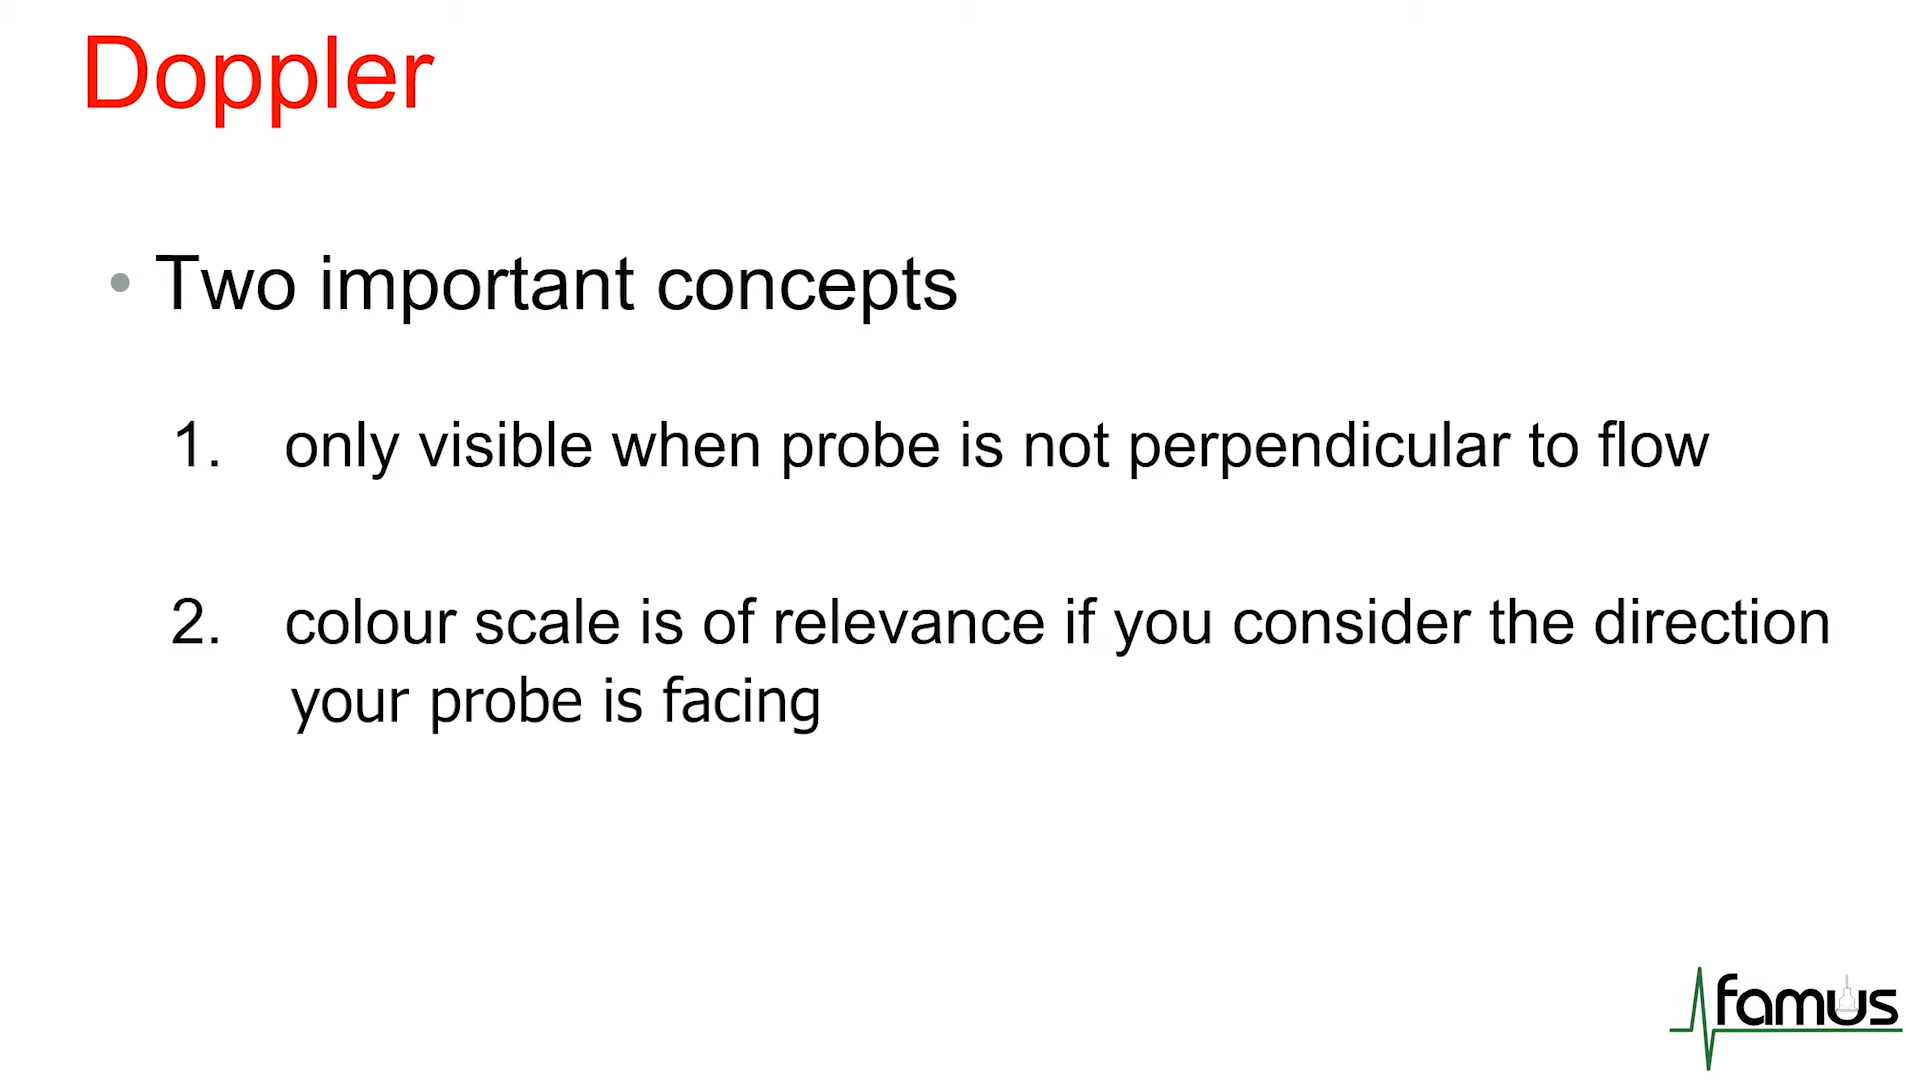 Doppler
• Two important concepts
1. only visible when probe is not perpendicular to flow
2. colour scale is of relevance if you consider the direction
your probe is facing
famus